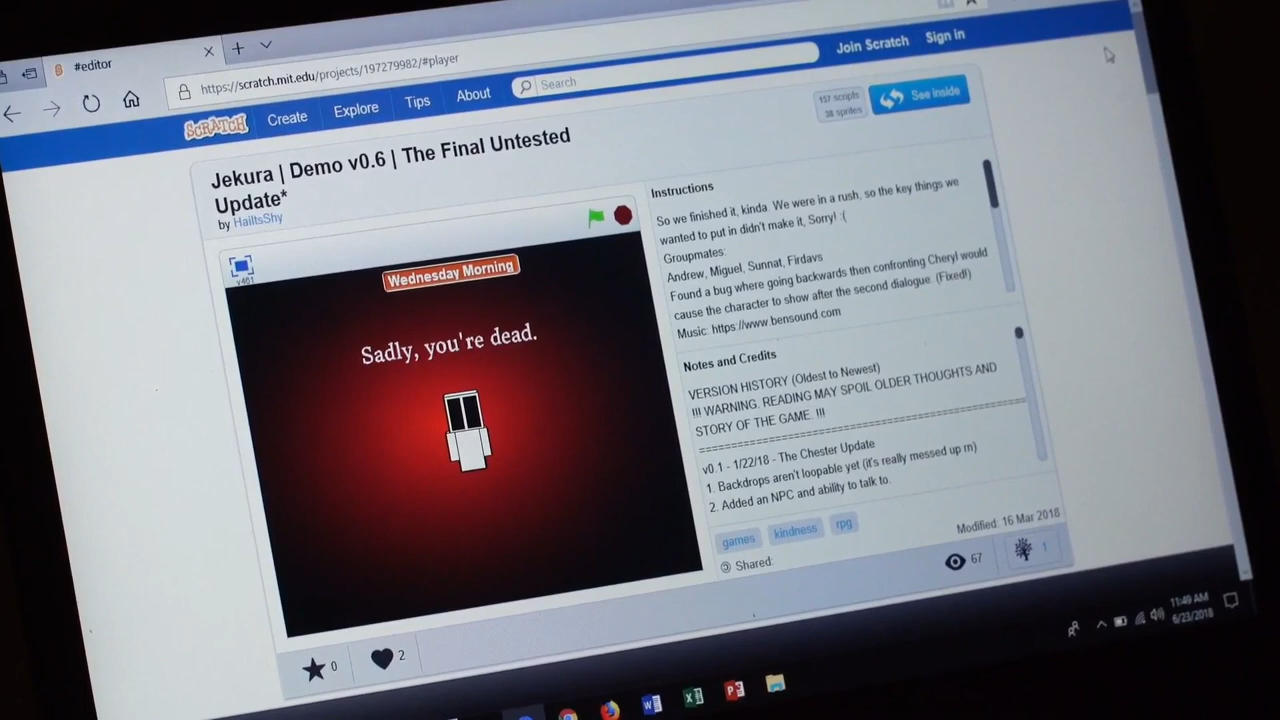 #editor
https://scratch.mit.edu/projects/197279982/#player
SCRATCH
Create
Explore
Tips
About
Search
Join Scratch
Sign in
Jekura | Demo v0.6 | The Final Untested
Update*
by HailtsShy
157 scripts
38 sprites
See inside
v461
Wednesday Morning
Sadly, you're dead.
Instructions
So we finished it, kinda. We were in a rush, so the key things we
wanted to put in didn't make it, Sorry! :(
Groupmates:
Andrew, Miguel, Sunnat, Firdavs
Found a bug where going backwards then confronting Cheryl would
cause the character to show after the second dialogue. (Fixed!)
Music: https://www.bensound.com
Notes and Credits
VERSION HISTORY (Oldest to Newest)
!!! WARNING. READING MAY SPOIL OLDER THOUGHTS AND
STORY OF THE GAME. !!!
==================================================
v0.1 - 1/22/18 - The Chester Update
1. Backdrops aren't loopable yet (it's really messed up rn)
2. Added an NPC and ability to talk to.
games
kindness
rpg
Shared:
Modified: 16 Mar 2018
67
1
0
2
11:49 AM
6/23/2018